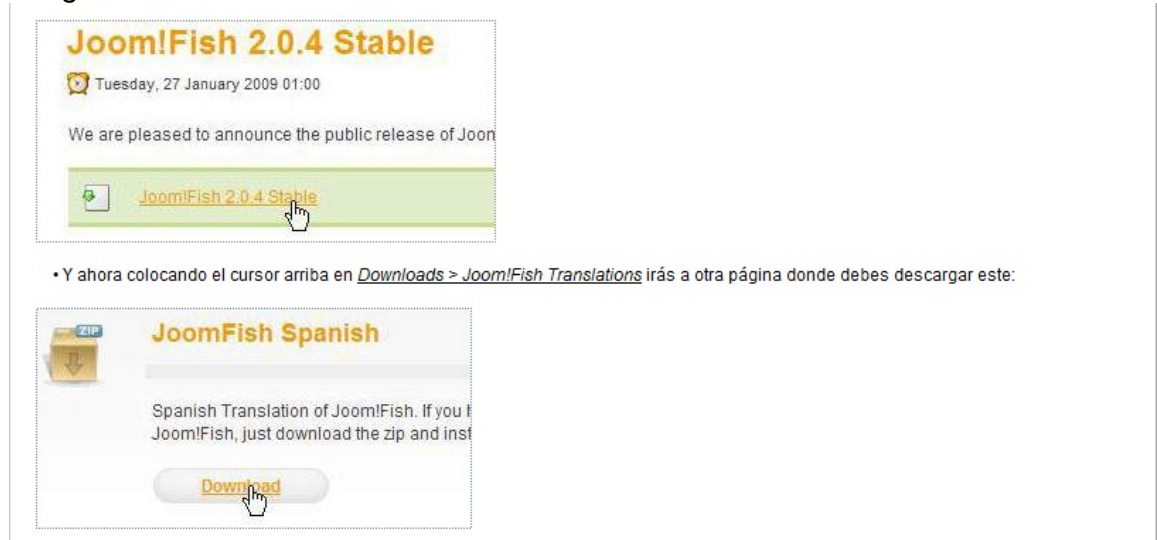 Joom!Fish 2.0.4 Stable
Tuesday, 27 January 2009 01:00
We are pleased to announce the public release of
Joom!Fish 2.0.4 Stable
• Y ahora colocando el cursor arriba en Downloads > Joom!Fish Translations irás a otra página donde debes descargar este:
ZIP
JoomFish Spanish
Spanish Translation of Joom!Fish. If you
Joom!Fish, just download the zip and inst
Download